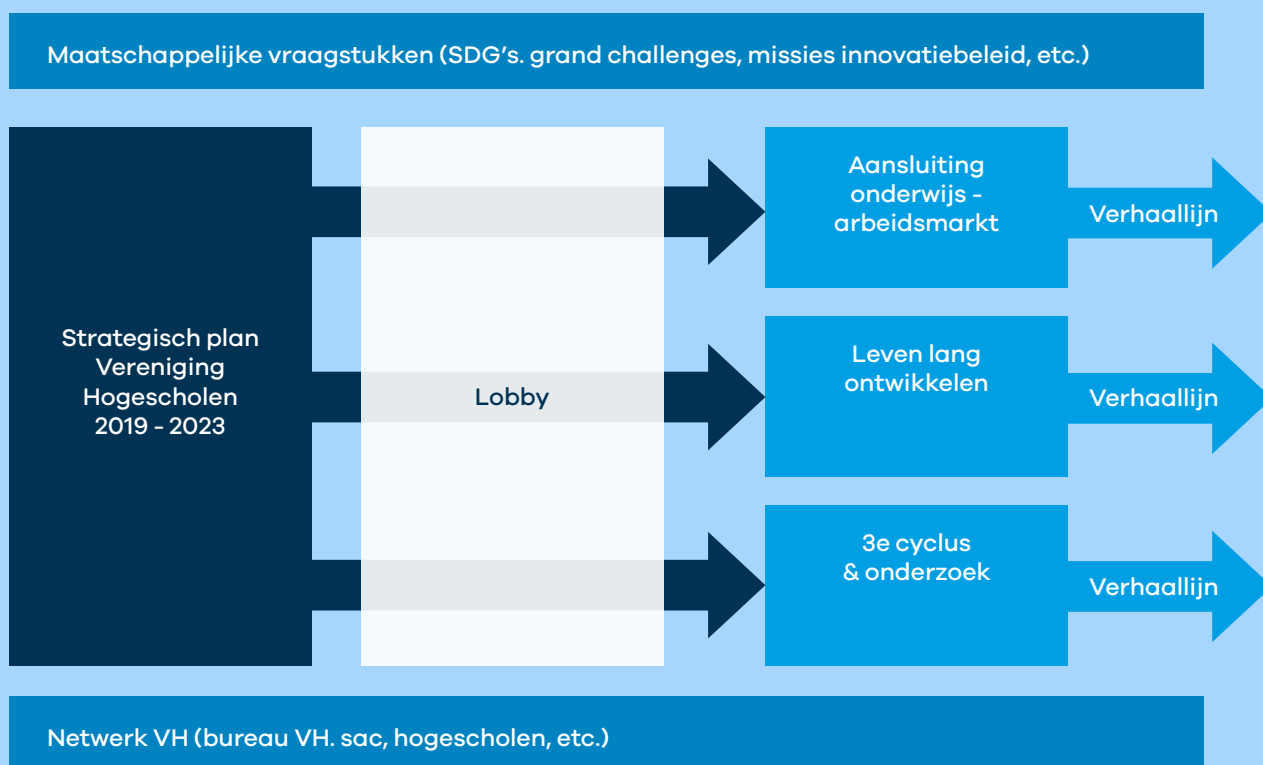 Maatschappelijke vraagstukken (SDG's. grand challenges, missies innovatiebeleid, etc.)
Strategisch plan
Vereniging
Hogescholen
2019 - 2023
Lobby
Aansluiting
onderwijs -
arbeidsmarkt
Verhaallijn
Leven lang
ontwikkelen
Verhaallijn
3e cyclus
& onderzoek
Verhaallijn
Netwerk VH (bureau VH. sac, hogescholen, etc.)